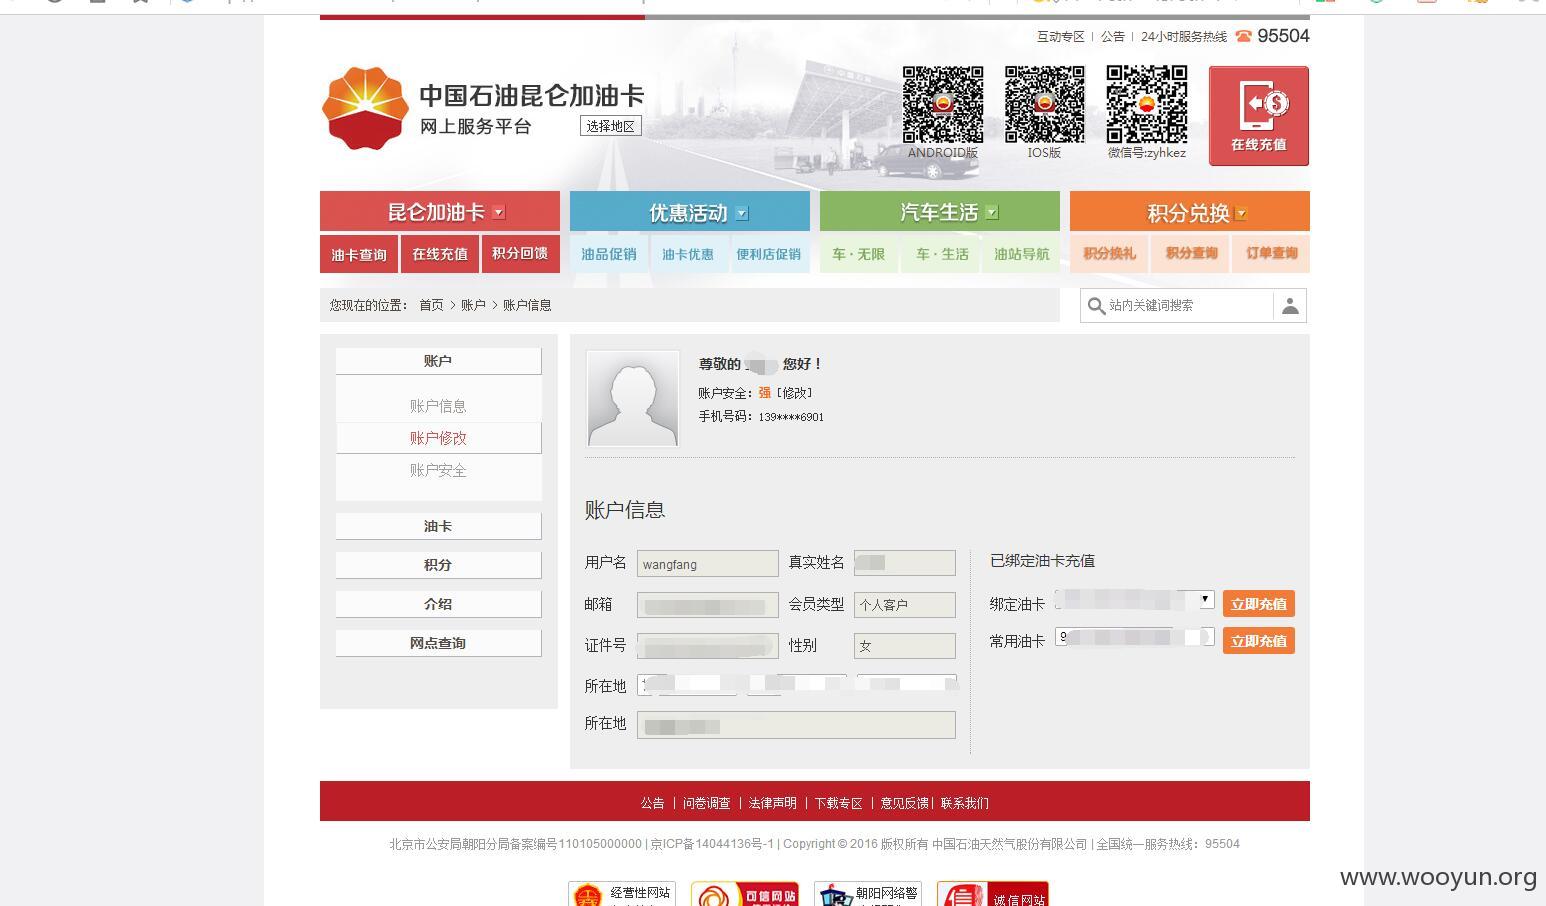 互动专区 | 公告 | 24小时服务热线 95504
中国石油昆仑加油卡
网上服务平台 选择地区
ANDROID版 IOS版 微信号:zyhkez 在线充值
昆仑加油卡 优惠活动 汽车生活 积分兑换
油卡查询 在线充值 积分回馈 油品促销 油卡优惠 便利店促销 车·无限 车·生活 油站导航 积分换礼 积分查询 订单查询
您现在的位置： 首页 > 账户 > 账户信息 站内关键词搜索
账户
账户信息
账户修改
账户安全
油卡
积分
介绍
网点查询
尊敬的 您好！
账户安全：强 [修改]
手机号码：139****6901
账户信息
用户名 wangfang 真实姓名
邮箱 会员类型 个人客户
证件号 性别 女
所在地
所在地
已绑定油卡充值
绑定油卡 立即充值
常用油卡 9 立即充值
公告 | 问卷调查 | 法律声明 | 下载专区 | 意见反馈 | 联系我们
北京市公安局朝阳分局备案编号110105000000 | 京ICP备14044136号-1 | Copyright © 2016 版权所有 中国石油天然气股份有限公司 | 全国统一服务热线：95504
经营性网站 可信网站 朝阳网络警 诚信网站
www.wooyun.org